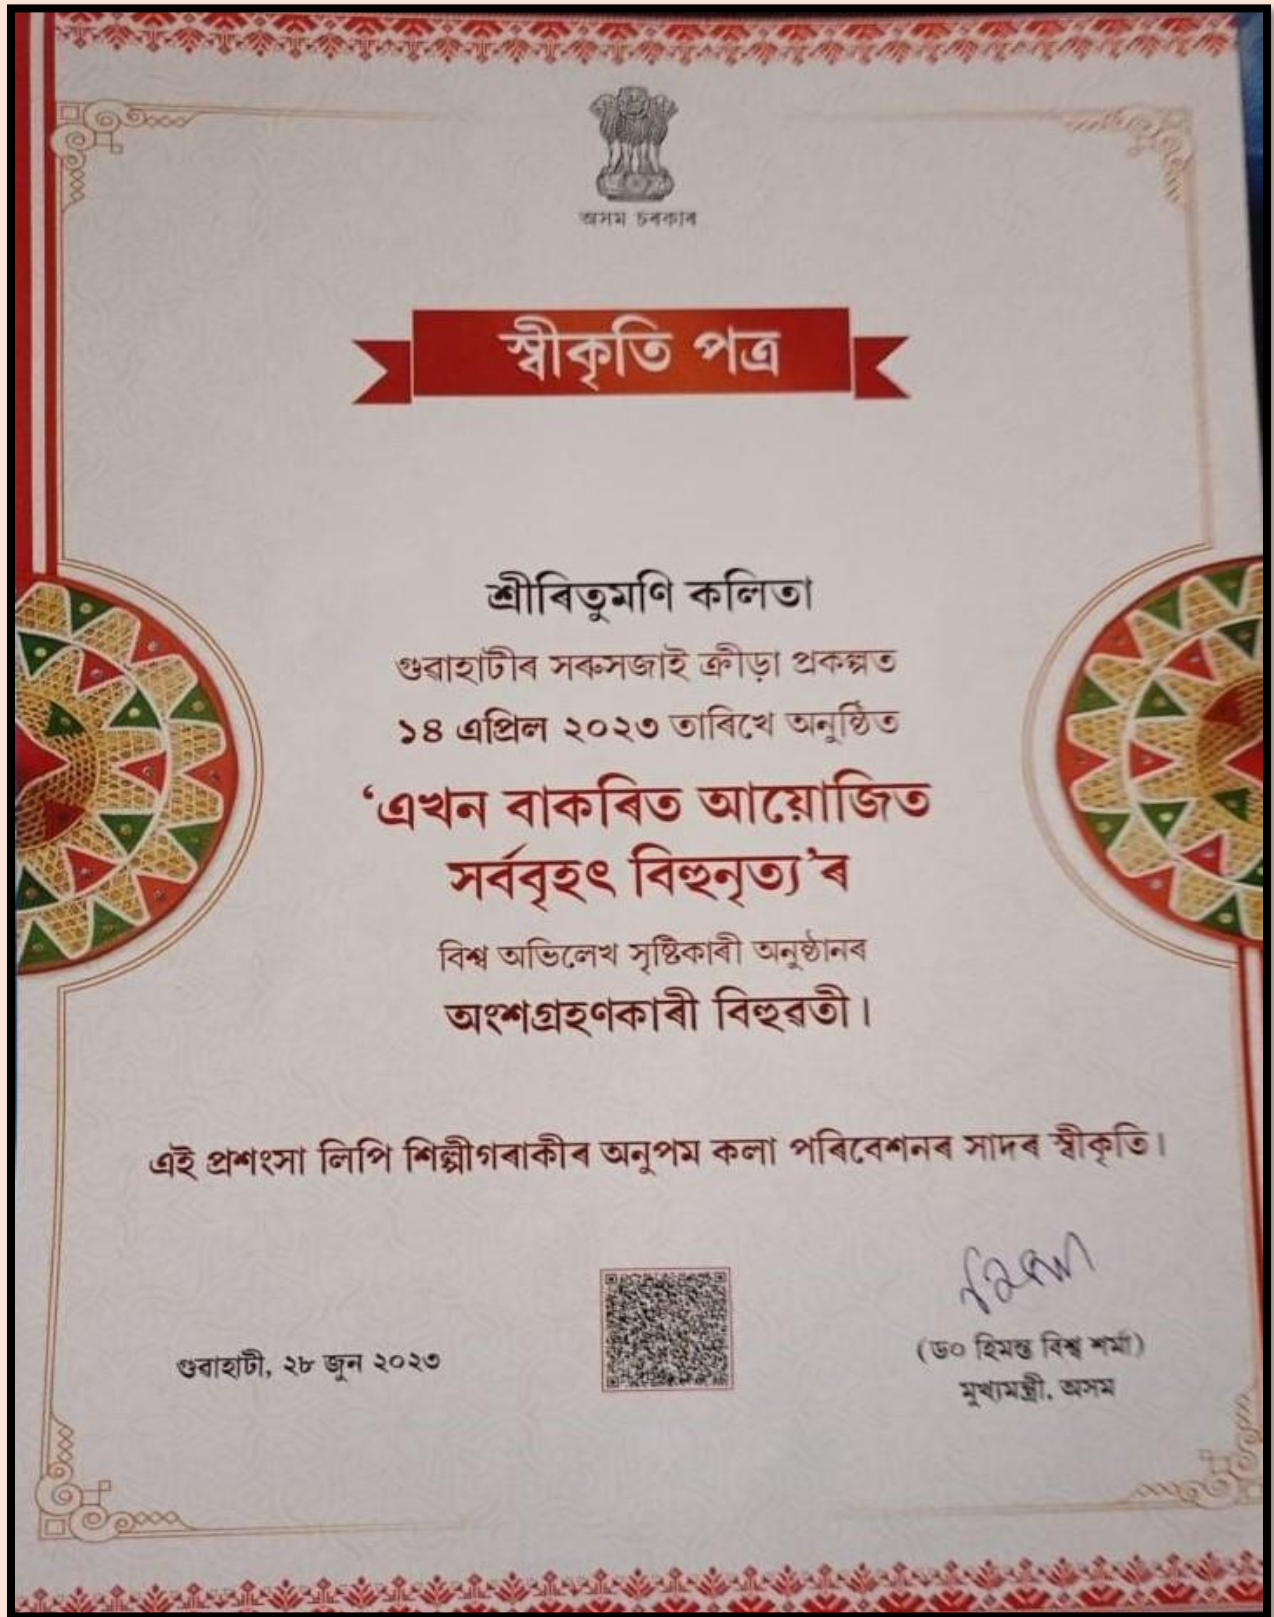 অসম চৰকাৰ
স্বীকৃতি পত্ৰ
শ্ৰীৰিতুমণি কলিতা
গুৱাহাটীৰ সৰুসজাই ক্ৰীড়া প্ৰকল্পত
১৪ এপ্ৰিল ২০২৩ তাৰিখে অনুষ্ঠিত
‘এখন বাকৰিত আয়োজিত
সৰ্ববৃহৎ বিহুনৃত্য’ৰ
বিশ্ব অভিলেখ সৃষ্টিকাৰী অনুষ্ঠানৰ
অংশগ্ৰহণকাৰী বিহুৱতী।
এই প্ৰশংসা লিপি শিল্পীগৰাকীৰ অনুপম কলা পৰিবেশনৰ সাদৰ স্বীকৃতি।
গুৱাহাটী, ২৮ জুন ২০২৩
(ড০ হিমন্ত বিশ্ব শৰ্মা)
মুখ্যমন্ত্ৰী, অসম